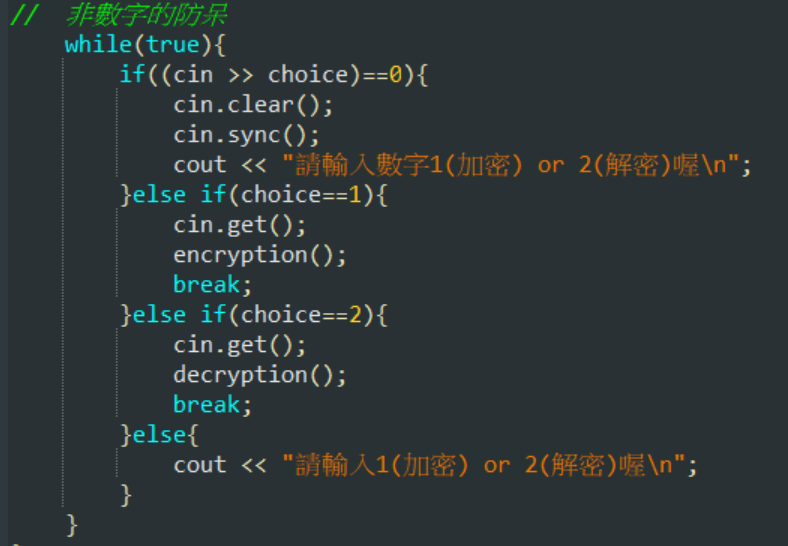 // 非數字的防呆
while(true){
if((cin >> choice)==0){
cin.clear();
cin.sync();
cout << "請輸入數字1(加密) or 2(解密)喔\n";
}else if(choice==1){
cin.get();
encryption();
break;
}else if(choice==2){
cin.get();
decryption();
break;
}else{
cout << "請輸入1(加密) or 2(解密)喔\n";
}
}